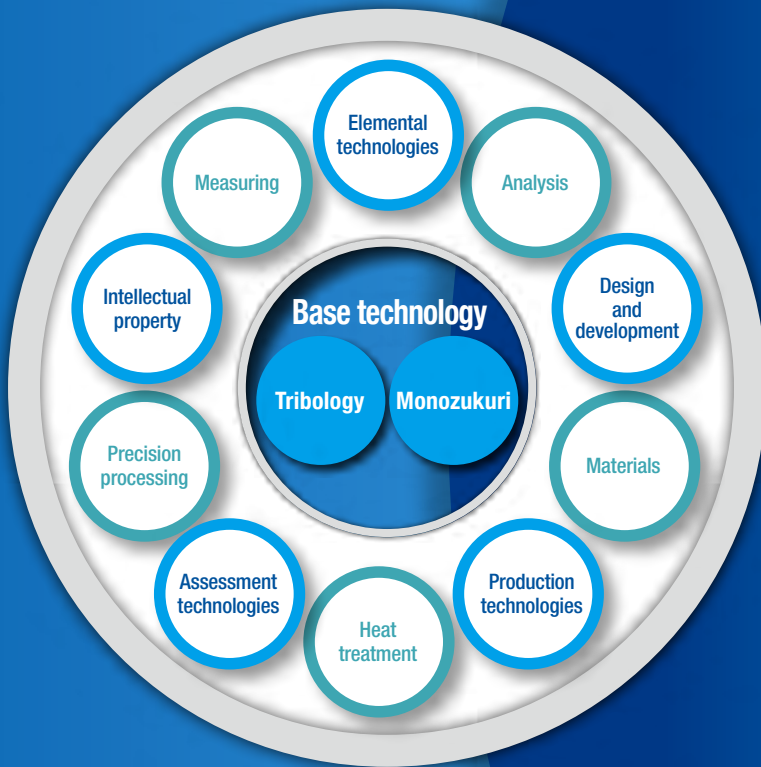 Elemental
technologies
Measuring
Analysis
Intellectual
property
Design
and
development
Base technology
Tribology
Monozukuri
Precision
processing
Materials
Assessment
technologies
Production
technologies
Heat
treatment